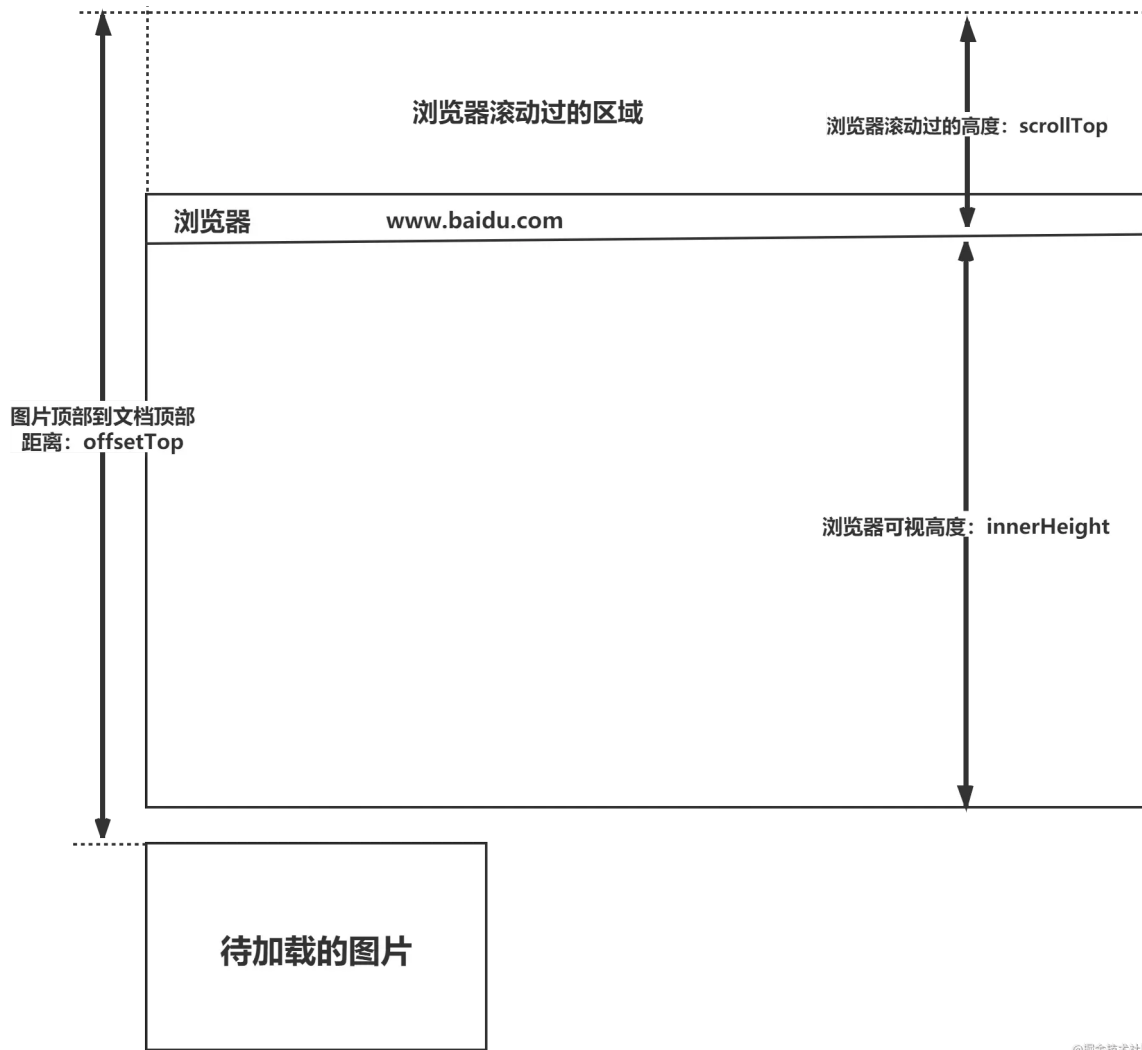 浏览器滚动过的区域
浏览器滚动过的高度：scrollTop
浏览器 www.baidu.com
图片顶部到文档顶部
距离：offsetTop
浏览器可视高度：innerHeight
待加载的图片